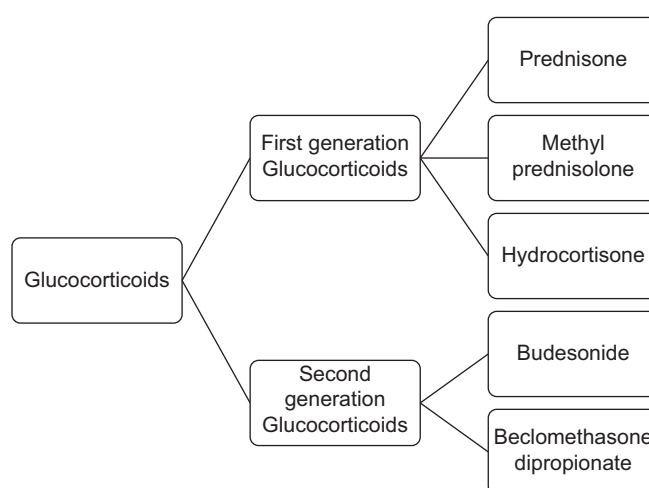 Glucocorticoids
First generation
Glucocorticoids
Second
generation
Glucocorticoids
Prednisone
Methyl
prednisolone
Hydrocortisone
Budesonide
Beclomethasone
dipropionate